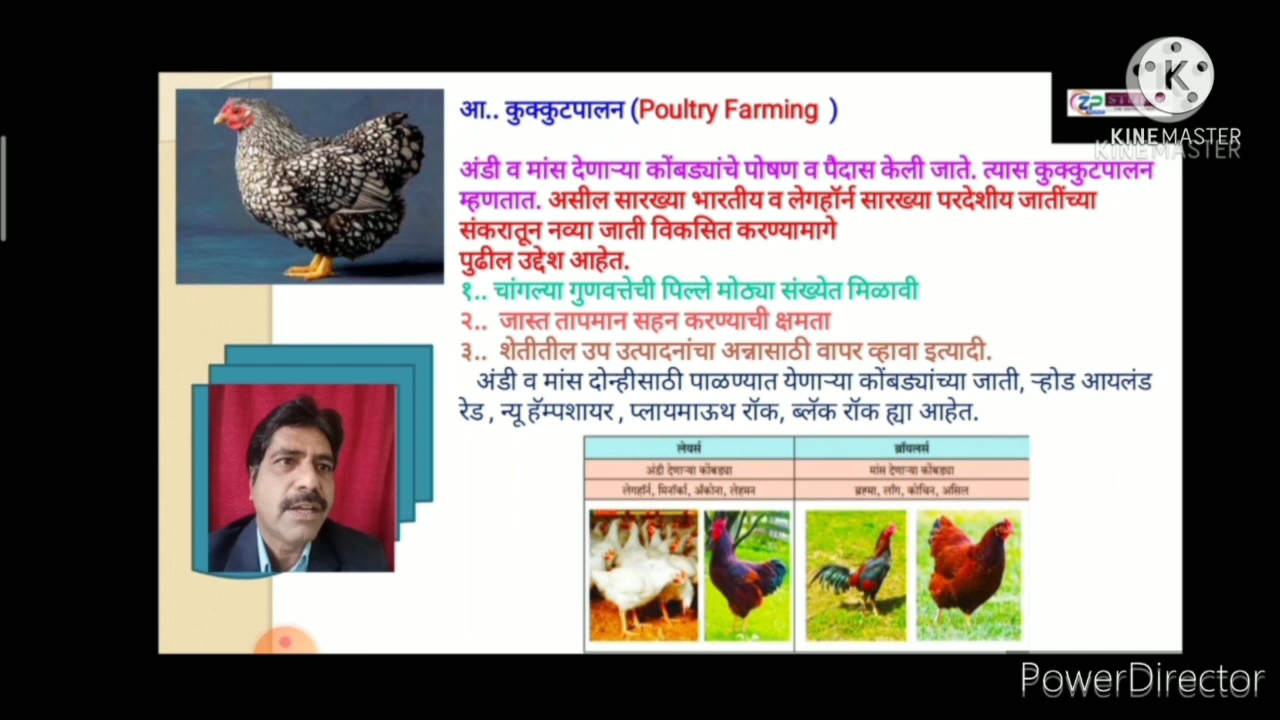 आ.. कुक्कुटपालन (Poultry Farming )
अंडी व मांस देणाऱ्या कोंबड्यांचे पोषण व पैदास केली जाते. त्यास कुक्कुटपालन
म्हणतात. असील सारख्या भारतीय व लेगहॉर्न सारख्या परदेशीय जातींच्या
संकरातून नव्या जाती विकसित करण्यामागे
पुढील उद्देश आहेत.
१.. चांगल्या गुणवत्तेची पिल्ले मोठ्या संख्येत मिळावी
२.. जास्त तापमान सहन करण्याची क्षमता
३.. शेतीतील उप उत्पादनांचा अन्नासाठी वापर व्हावा इत्यादी.
अंडी व मांस दोन्हीसाठी पाळण्यात येणाऱ्या कोंबड्यांच्या जाती, ऱ्होड आयलंड
रेड , न्यू हॅम्पशायर , प्लायमाऊथ रॉक, ब्लॅक रॉक ह्या आहेत.
लेयर्स ब्रॉयलर्स
अंडी देणाऱ्या कोंबड्या मांस देणाऱ्या कोंबड्या
लेगहॉर्न, मिनॉर्का, ॲकोना, लेहमन ब्रह्मा, लाँग, कोचिन, असिल
K
KINEMASTER
KINEMASTER
PowerDirector